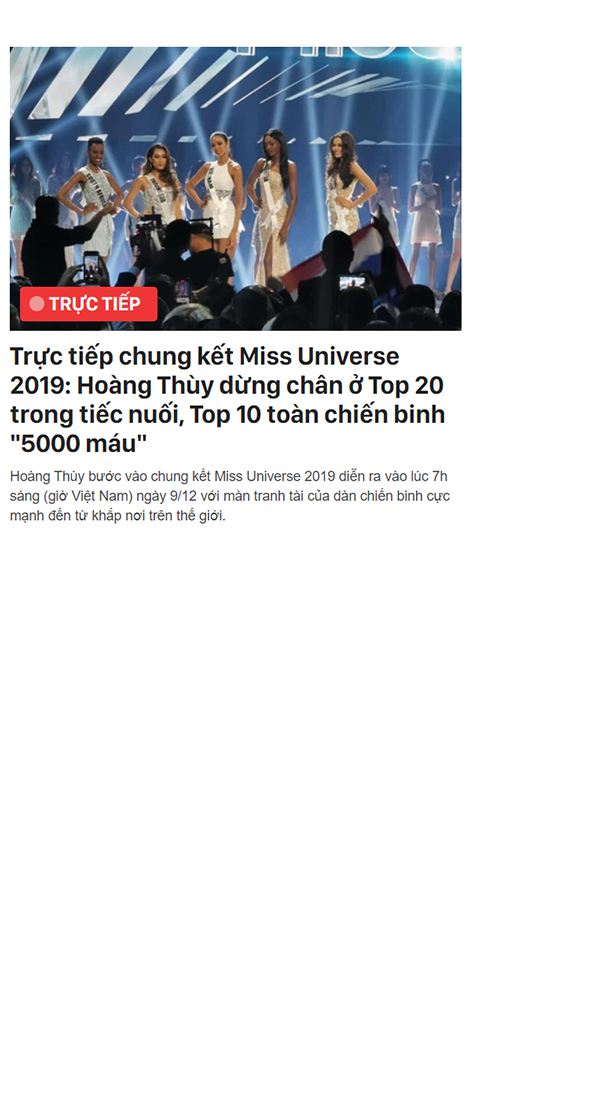 TRỰC TIẾP
Trực tiếp chung kết Miss Universe
2019: Hoàng Thùy dừng chân ở Top 20
trong tiếc nuối, Top 10 toàn chiến binh
"5000 máu"
Hoàng Thùy bước vào chung kết Miss Universe 2019 diễn ra vào lúc 7h
sáng (giờ Việt Nam) ngày 9/12 với màn tranh tài của dàn chiến binh cực
mạnh đến từ khắp nơi trên thế giới.